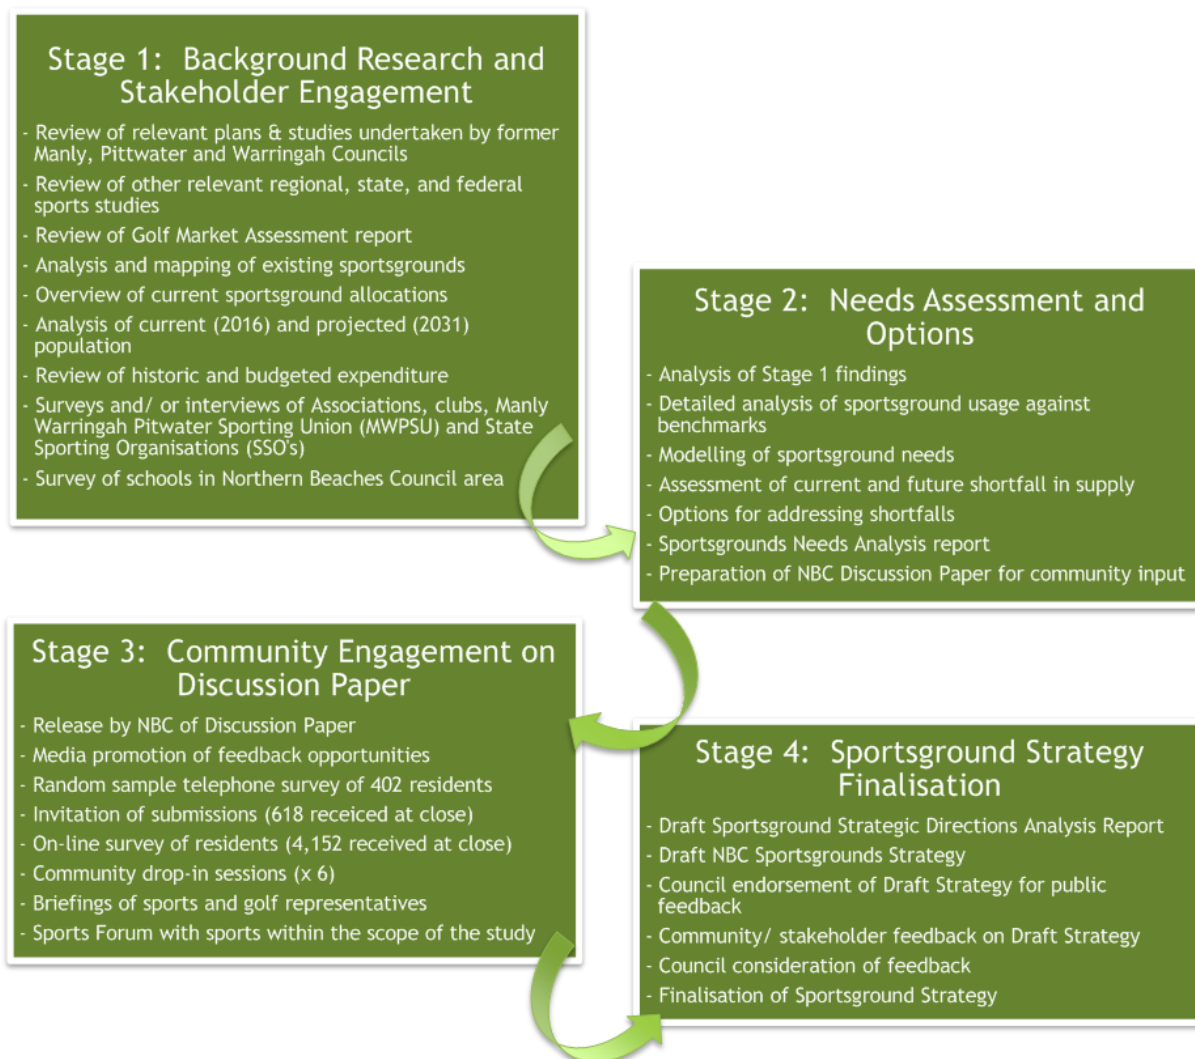 Stage 1:  Background Research and
Stakeholder Engagement
- Review of relevant plans & studies undertaken by former
Manly, Pittwater and Warringah Councils
- Review of other relevant regional, state, and federal
sports studies
- Review of Golf Market Assessment report
- Analysis and mapping of existing sportsgrounds
- Overview of current sportsground allocations
- Analysis of current (2016) and projected (2031)
population
- Review of historic and budgeted expenditure
- Surveys and/ or interviews of Associations, clubs, Manly
Warringah Pitwater Sporting Union (MWPSU) and State
Sporting Organisations (SSO's)
- Survey of schools in Northern Beaches Council area
Stage 2:  Needs Assessment and
Options
- Analysis of Stage 1 findings
- Detailed analysis of sportsground usage against
benchmarks
- Modelling of sportsground needs
- Assessment of current and future shortfall in supply
- Options for addressing shortfalls
- Sportsgrounds Needs Analysis report
- Preparation of NBC Discussion Paper for community input
Stage 3:  Community Engagement on
Discussion Paper
- Release by NBC of Discussion Paper
- Media promotion of feedback opportunities
- Random sample telephone survey of 402 residents
- Invitation of submissions (618 receiced at close)
- On-line survey of residents (4,152 received at close)
- Community drop-in sessions (x 6)
- Briefings of sports and golf representatives
- Sports Forum with sports within the scope of the study
Stage 4:  Sportsground Strategy
Finalisation
- Draft Sportsground Strategic Directions Analysis Report
- Draft NBC Sportsgrounds Strategy
- Council endorsement of Draft Strategy for public
feedback
- Community/ stakeholder feedback on Draft Strategy
- Council consideration of feedback
- Finalisation of Sportsground Strategy